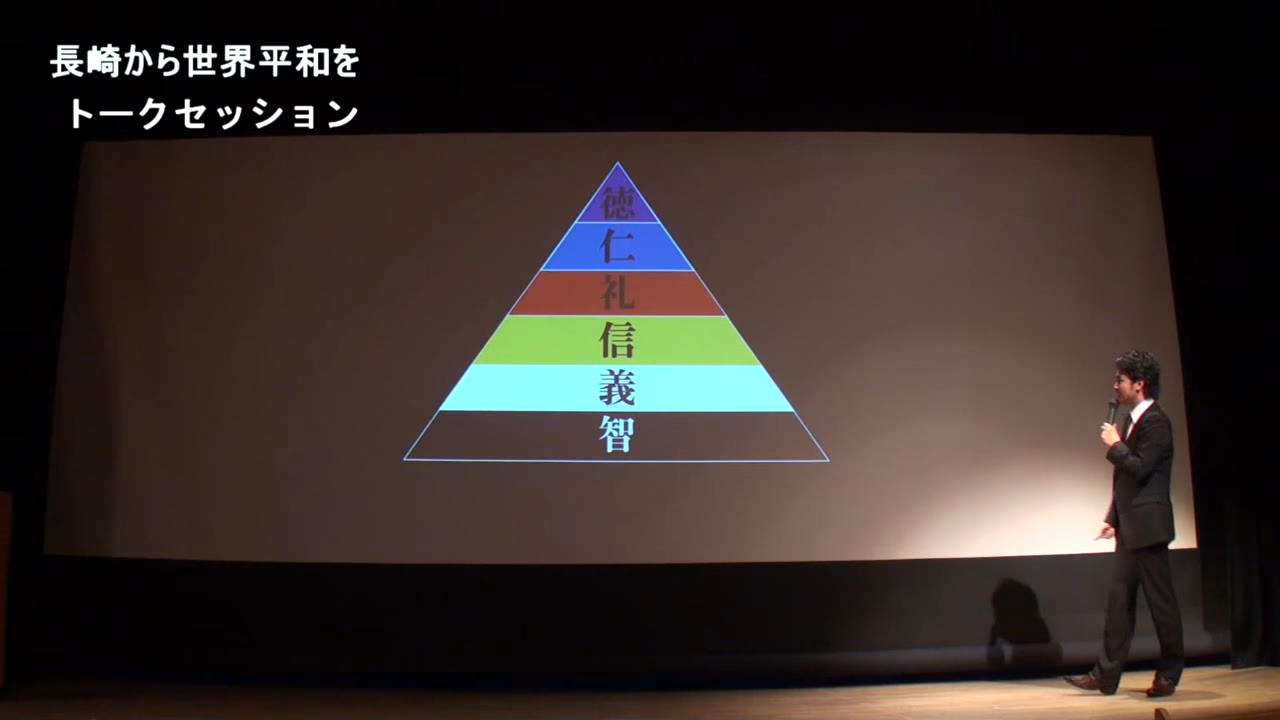 長崎から世界平和を
トークセッション
徳
仁
礼
信
義
智